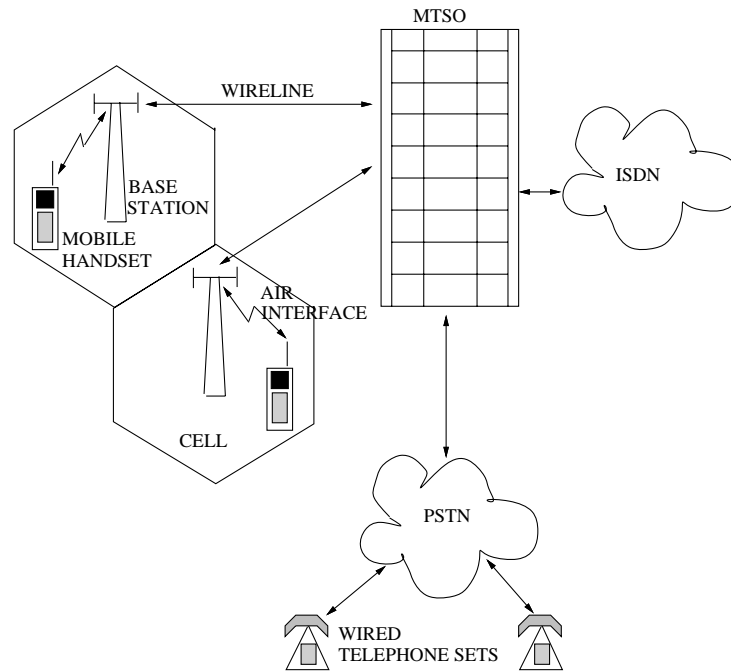 MTSO
WIRELINE
ISDN
BASE
STATION
MOBILE
HANDSET
AIR
INTERFACE
CELL
PSTN
WIRED
TELEPHONE SETS